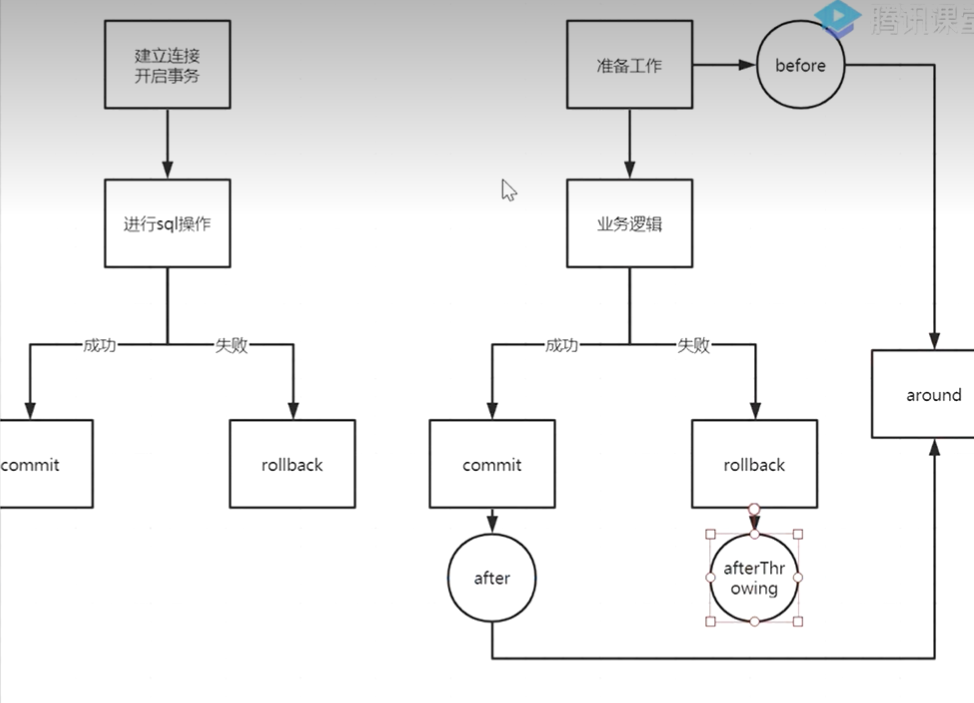 腾讯课堂
建立连接
开启事务
准备工作
before
进行sql操作
业务逻辑
成功
失败
成功
失败
around
commit
rollback
commit
rollback
after
afterThr
owing